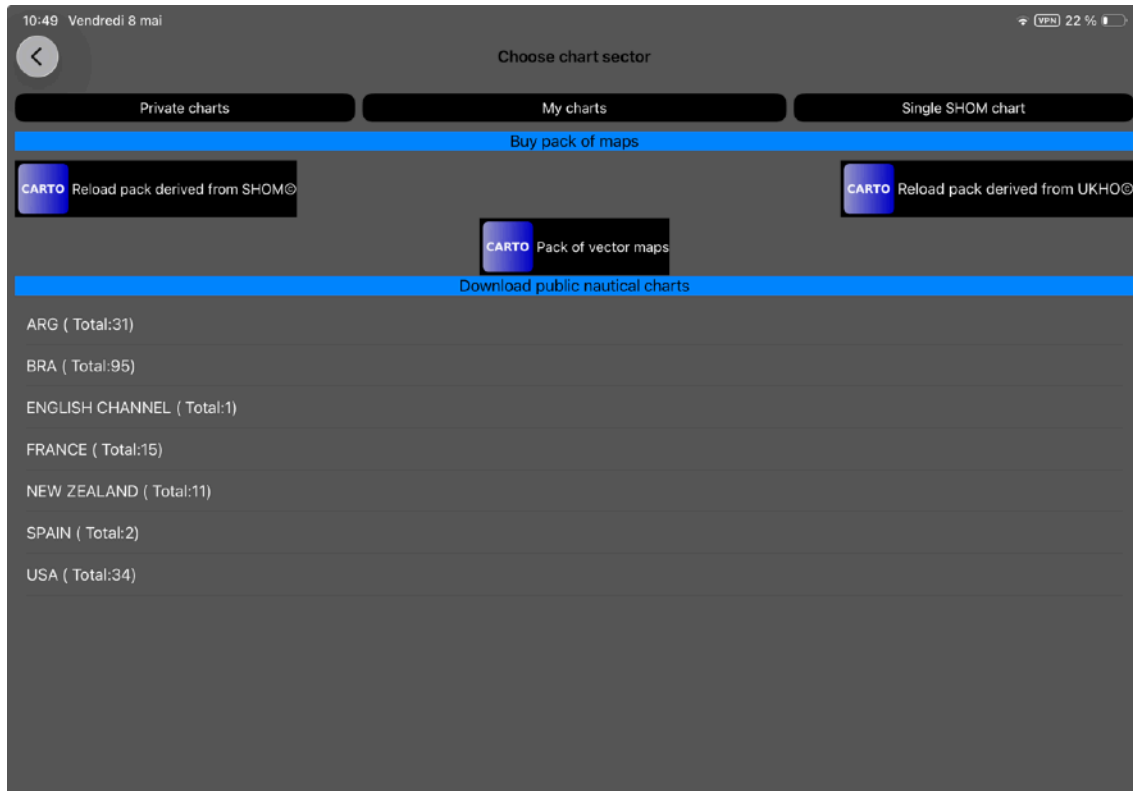 10:49 Vendredi 8 mai VPN 22 %
Choose chart sector
Private charts My charts Single SHOM chart
Buy pack of maps
CARTO Reload pack derived from SHOM© CARTO Reload pack derived from UKHO©
CARTO Pack of vector maps
Download public nautical charts
ARG ( Total:31)
BRA ( Total:95)
ENGLISH CHANNEL ( Total:1)
FRANCE ( Total:15)
NEW ZEALAND ( Total:11)
SPAIN ( Total:2)
USA ( Total:34)